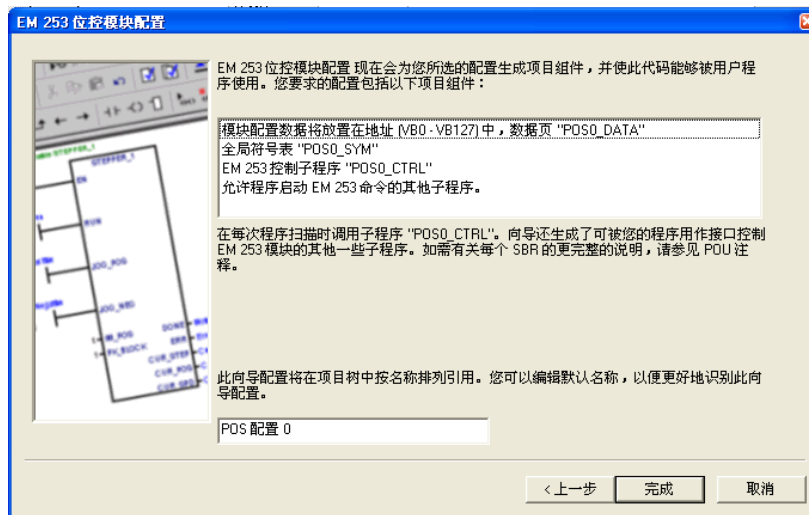 EM 253 位控模块配置
EM 253 位控模块配置 现在会为您所选的配置生成项目组件，并使此代码能够被用户程
序使用。您要求的配置包括以下项目组件：
模块配置数据将放置在地址 (VB0 - VB127) 中，数据页 "POS0_DATA"
全局符号表 "POS0_SYM"
EM 253 控制子程序 "POS0_CTRL"
允许程序启动 EM 253 命令的其他子程序。
在每次程序扫描时调用子程序 "POS0_CTRL"。向导还生成了可被您的程序用作接口控制
EM 253 模块的其他一些子程序。如需有关每个 SBR 的更完整的说明，请参见 POU 注
释。
此向导配置将在项目树中按名称排列引用。您可以编辑默认名称，以便更好地识别此向
导配置。
POS 配置 0
<上一步
完成
取消
STEPPER_1
EN
RUN
JOG_POS
JOG_NEG
DONE
ERR
CUR_STEP
CUR_POS